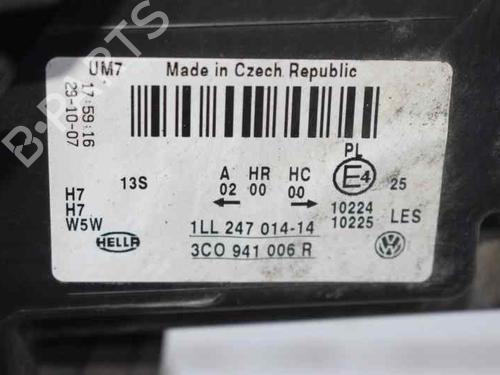 UM7 Made in Czech Republic
17:59:16
29-10-07
PL
13S A HR HC E4 25
02 00 00
H7
H7
W5W
10224
10225 LES
HELLA 1LL 247 014-14
3C0 941 006 R VW
B-PARTS